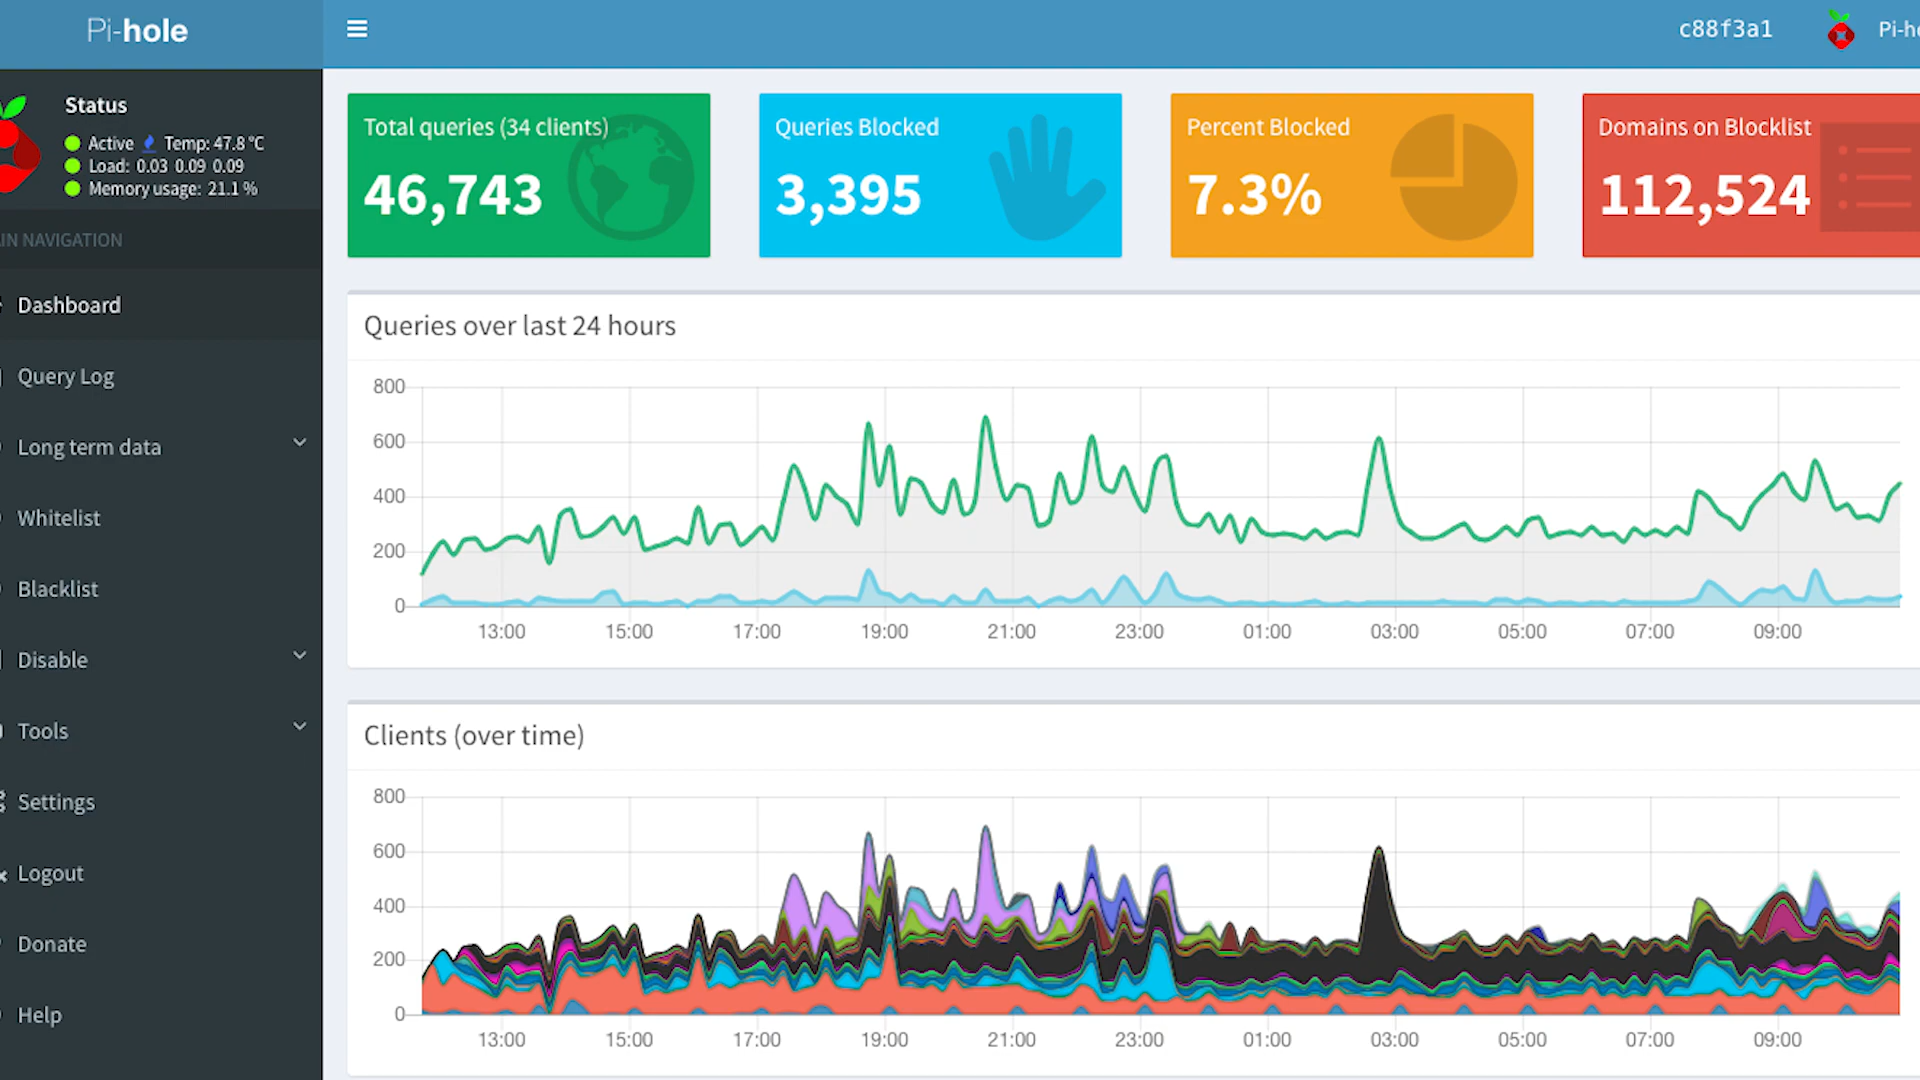 Pi-hole
c88f3a1
Status
Active Temp: 47.8 °C
Load: 0.03 0.09 0.09
Memory usage: 21.1 %
NAVIGATION
Dashboard
Query Log
Long term data
Whitelist
Blacklist
Disable
Tools
Settings
Logout
Donate
Help
Total queries (34 clients)
46,743
Queries Blocked
3,395
Percent Blocked
7.3%
Domains on Blocklist
112,524
Queries over last 24 hours
800
600
400
200
0
13:00 15:00 17:00 19:00 21:00 23:00 01:00 03:00 05:00 07:00 09:00
Clients (over time)
800
600
400
200
0
13:00 15:00 17:00 19:00 21:00 23:00 01:00 03:00 05:00 07:00 09:00